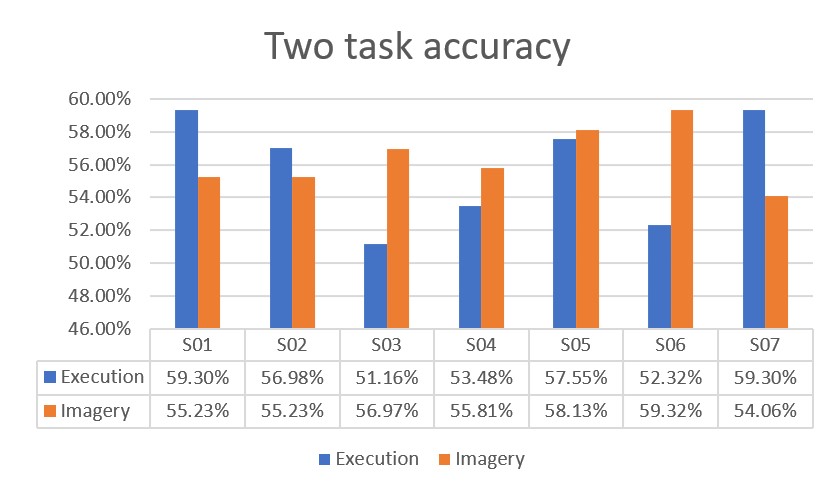 Two task accuracy
60.00%
58.00%
56.00%
54.00%
52.00%
50.00%
48.00%
46.00%
S01 S02 S03 S04 S05 S06 S07
Execution 59.30% 56.98% 51.16% 53.48% 57.55% 52.32% 59.30%
Imagery 55.23% 55.23% 56.97% 55.81% 58.13% 59.32% 54.06%
Execution Imagery